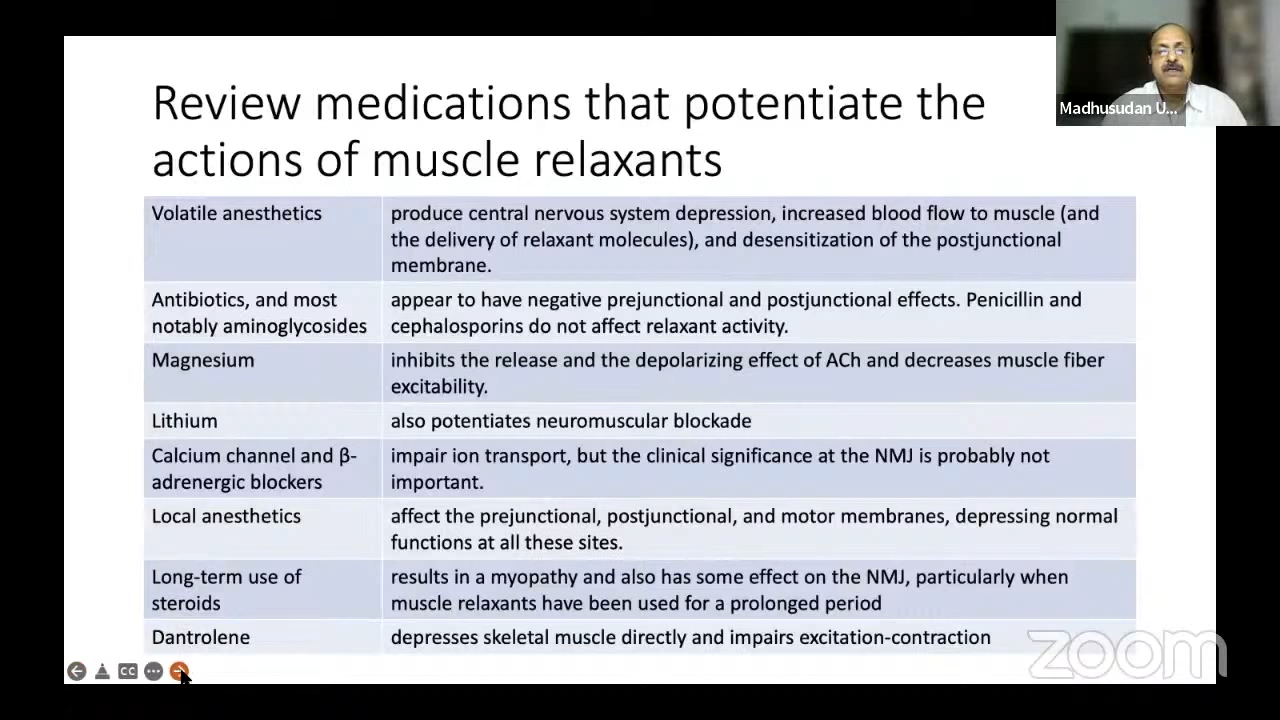 Review medications that potentiate the
actions of muscle relaxants
Madhusudan U...
Volatile anesthetics
produce central nervous system depression, increased blood flow to muscle (and
the delivery of relaxant molecules), and desensitization of the postjunctional
membrane.
Antibiotics, and most
notably aminoglycosides
appear to have negative prejunctional and postjunctional effects. Penicillin and
cephalosporins do not affect relaxant activity.
Magnesium
inhibits the release and the depolarizing effect of ACh and decreases muscle fiber
excitability.
Lithium
also potentiates neuromuscular blockade
Calcium channel and β-
adrenergic blockers
impair ion transport, but the clinical significance at the NMJ is probably not
important.
Local anesthetics
affect the prejunctional, postjunctional, and motor membranes, depressing normal
functions at all these sites.
Long-term use of
steroids
results in a myopathy and also has some effect on the NMJ, particularly when
muscle relaxants have been used for a prolonged period
Dantrolene
depresses skeletal muscle directly and impairs excitation-contraction
zoom
CC